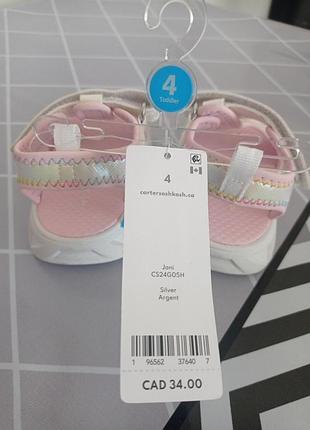 4
Toddler
4
cartersoshkosh.ca
Joni
CS24G05H
Silver
Argent
1 96562 37640 7
CAD 34.00